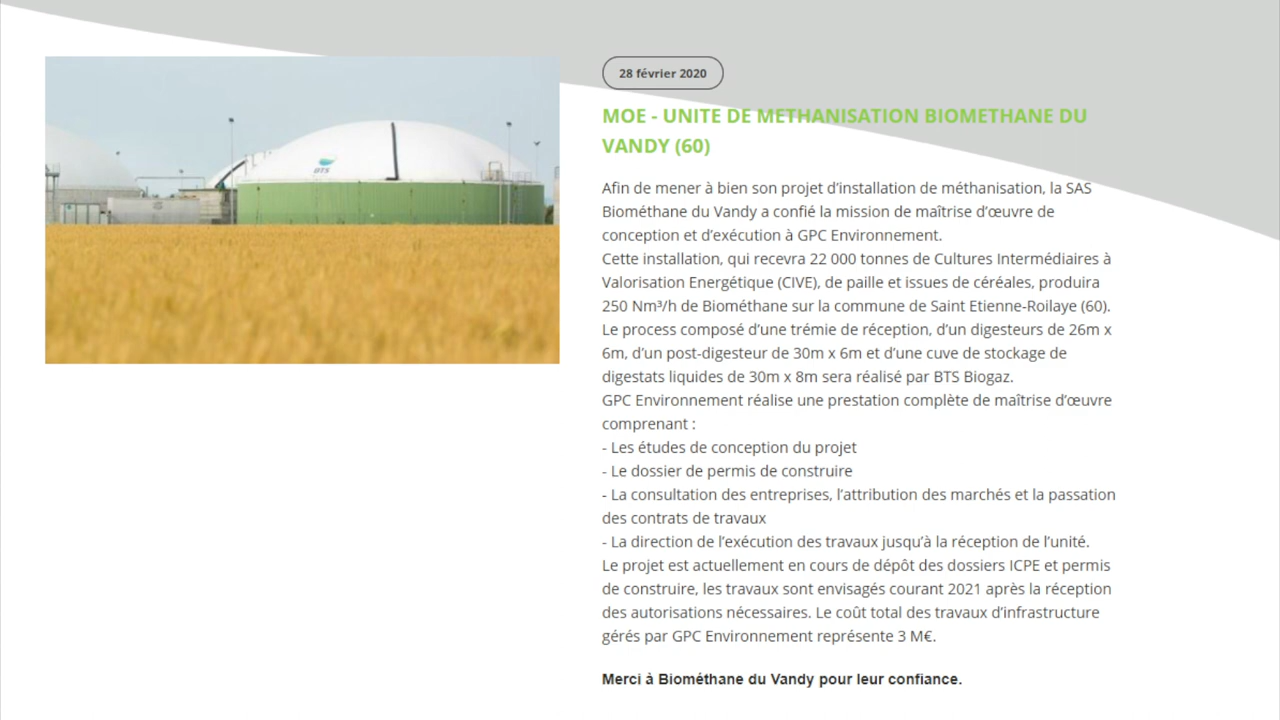 BTS
28 février 2020
MOE - UNITE DE METHANISATION BIOMETHANE DU
VANDY (60)
Afin de mener à bien son projet d’installation de méthanisation, la SAS
Biométhane du Vandy a confié la mission de maîtrise d’œuvre de
conception et d’exécution à GPC Environnement.
Cette installation, qui recevra 22 000 tonnes de Cultures Intermédiaires à
Valorisation Energétique (CIVE), de paille et issues de céréales, produira
250 Nm³/h de Biométhane sur la commune de Saint Etienne-Roilaye (60).
Le process composé d’une trémie de réception, d’un digesteurs de 26m x
6m, d’un post-digesteur de 30m x 6m et d’une cuve de stockage de
digestats liquides de 30m x 8m sera réalisé par BTS Biogaz.
GPC Environnement réalise une prestation complète de maîtrise d’œuvre
comprenant :
- Les études de conception du projet
- Le dossier de permis de construire
- La consultation des entreprises, l’attribution des marchés et la passation
des contrats de travaux
- La direction de l’exécution des travaux jusqu’à la réception de l’unité.
Le projet est actuellement en cours de dépôt des dossiers ICPE et permis
de construire, les travaux sont envisagés courant 2021 après la réception
des autorisations nécessaires. Le coût total des travaux d’infrastructure
gérés par GPC Environnement représente 3 M€.
Merci à Biométhane du Vandy pour leur confiance.